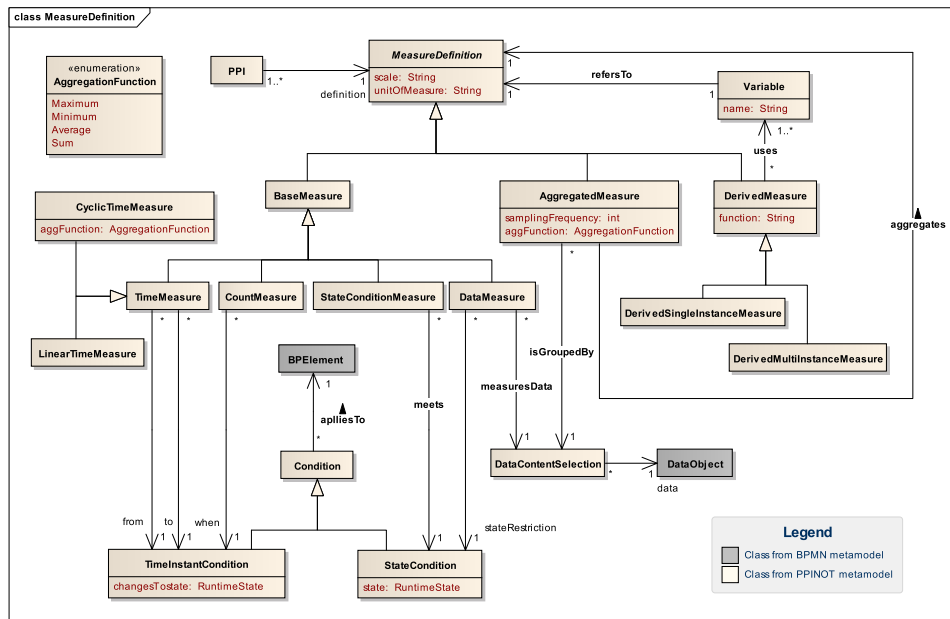 class MeasureDefinition
«enumeration»
AggregationFunction
Maximum
Minimum
Average
Sum
PPI
1..*
1
definition
MeasureDefinition
scale: String
unitOfMeasure: String
1
1
refersTo
1
Variable
name: String
1..*
uses
*
BaseMeasure
AggregatedMeasure
samplingFrequency: int
aggFunction: AggregationFunction
*
DerivedMeasure
function: String
aggregates
CyclicTimeMeasure
aggFunction: AggregationFunction
TimeMeasure
*
*
CountMeasure
*
StateConditionMeasure
*
DataMeasure
*
*
DerivedSingleInstanceMeasure
LinearTimeMeasure
BPElement
1
isGroupedBy
DerivedMultiInstanceMeasure
measuresData
meets
apliesTo
*
1
1
Condition
DataContentSelection
*
1
data
DataObject
from
to
when
stateRestriction
1
1
1
1
1
TimeInstantCondition
changesTostate: RuntimeState
StateCondition
state: RuntimeState
Legend
Class from BPMN metamodel
Class from PPINOT metamodel